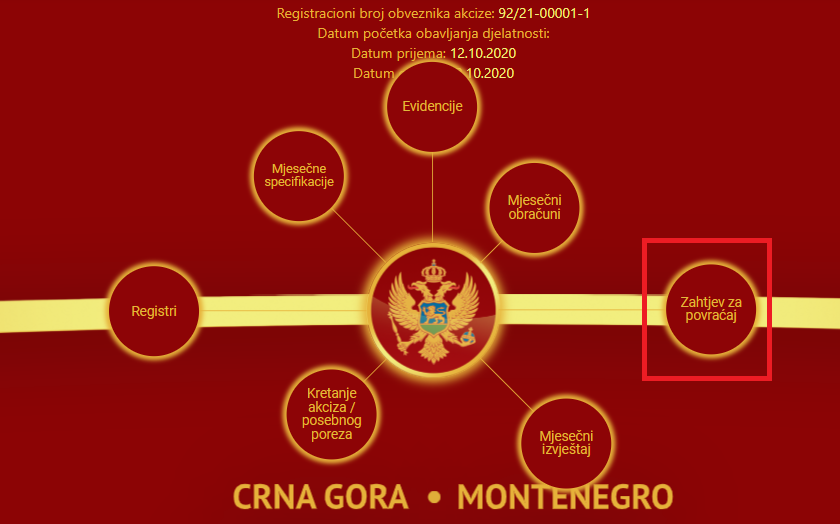 Registracioni broj obveznika akcize: 92/21-00001-1
Datum početka obavljanja djelatnosti:
Datum prijema: 12.10.2020
Datum 10.2020
Evidencije
Mjesečne
specifikacije
Mjesečni
obračuni
Registri
Zahtjev za
povraćaj
Kretanje
akciza /
posebnog
poreza
Mjesečni
izvještaj
CRNA GORA • MONTENEGRO